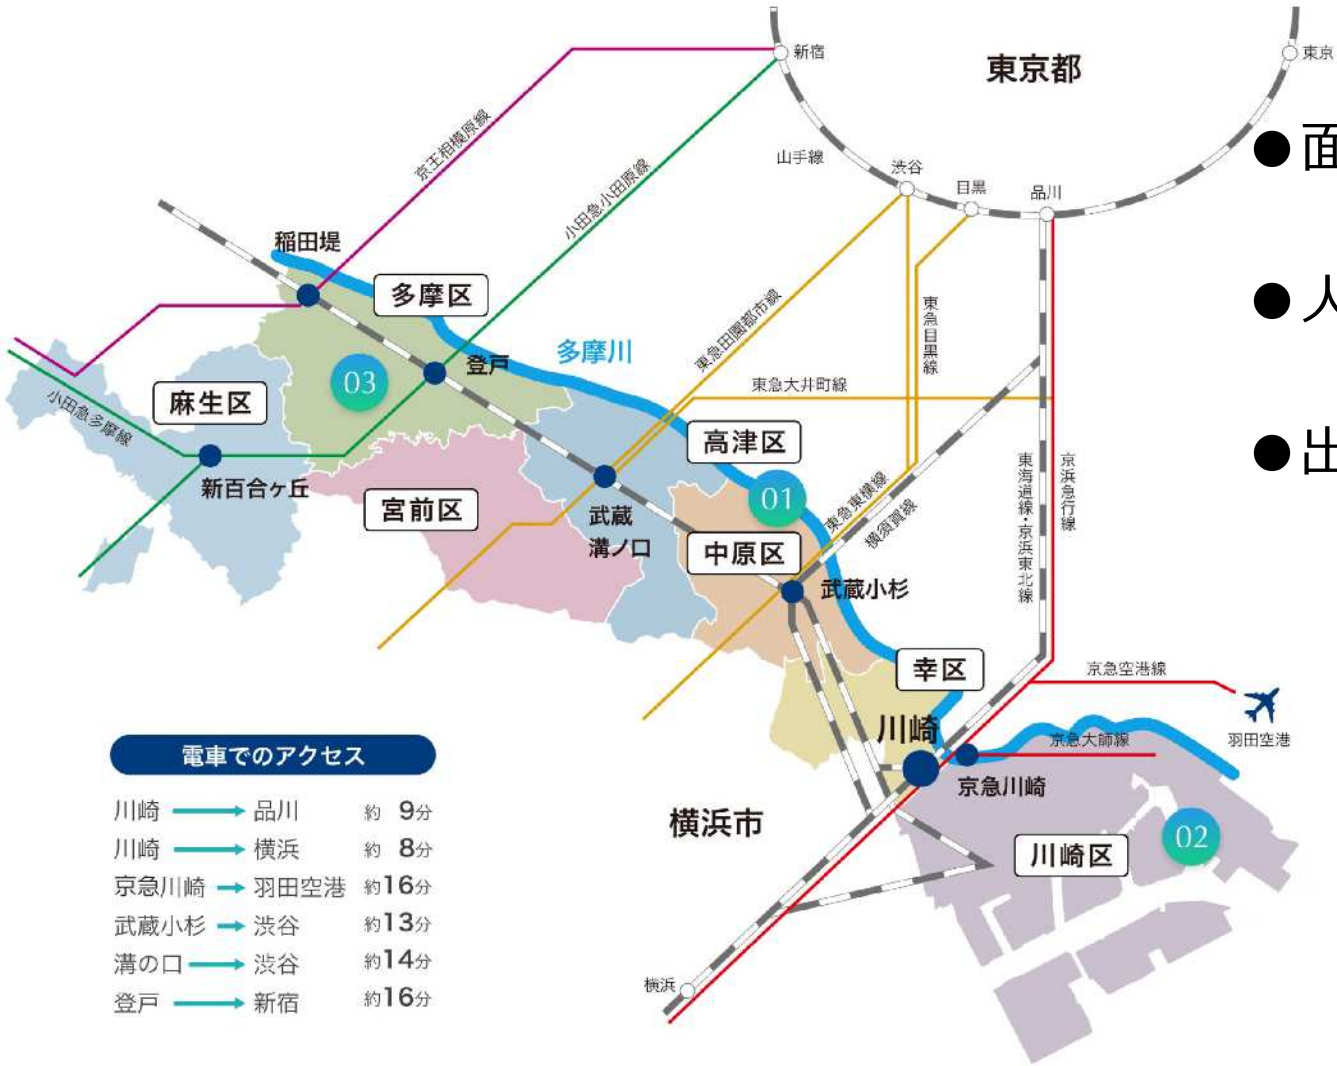 新宿
東京都
東京
山手線
渋谷
目黒
品川
●面
京王相模原線
小田急小田原線
稲田堤
多摩区
多摩川
●人
東急田園都市線
東急目黒線
登戸
03
麻生区
小田急多摩線
東急大井町線
高津区
●出
新百合ヶ丘
宮前区
01
武蔵
溝ノ口
東急東横線
横須賀線
東海道線・京浜東北線
京浜急行線
中原区
武蔵小杉
幸区
京急空港線
川崎
京急大師線
羽田空港
京急川崎
横浜市
川崎区
02
横浜
電車でのアクセス
川崎 → 品川 約 9分
川崎 → 横浜 約 8分
京急川崎 → 羽田空港 約16分
武蔵小杉 → 渋谷 約13分
溝の口 → 渋谷 約14分
登戸 → 新宿 約16分